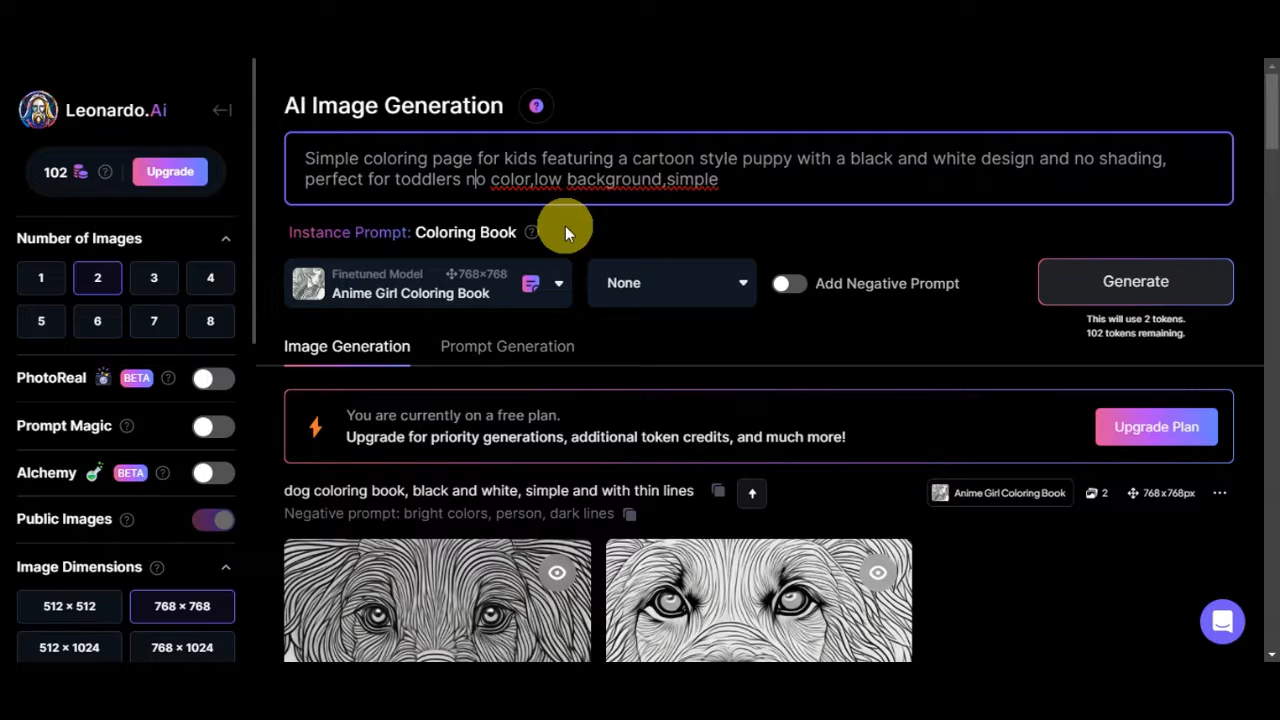 Leonardo.Ai
102 ? Upgrade
Number of Images
1 2 3 4
5 6 7 8
PhotoReal BETA ?
Prompt Magic ?
Alchemy BETA ?
Public Images ?
Image Dimensions ?
512 × 512 768 × 768
512 × 1024 768 × 1024
AI Image Generation ?
Simple coloring page for kids featuring a cartoon style puppy with a black and white design and no shading,
perfect for toddlers no color,low background,simple
Instance Prompt: Coloring Book ?
Finetuned Model 768×768
Anime Girl Coloring Book
None
Add Negative Prompt
Generate
This will use 2 tokens.
102 tokens remaining.
Image Generation Prompt Generation
You are currently on a free plan.
Upgrade for priority generations, additional token credits, and much more!
Upgrade Plan
dog coloring book, black and white, simple and with thin lines
Negative prompt: bright colors, person, dark lines
Anime Girl Coloring Book 2 768x768px